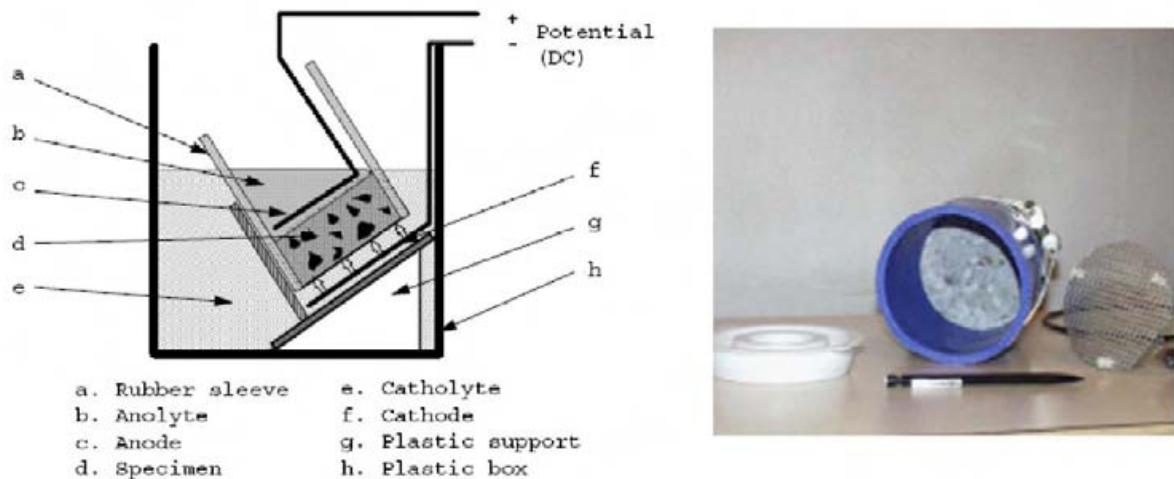 + Potential
- (DC)
a
b
c
d
e
f
g
h
a. Rubber sleeve
b. Anolyte
c. Anode
d. Specimen
e. Catholyte
f. Cathode
g. Plastic support
h. Plastic box